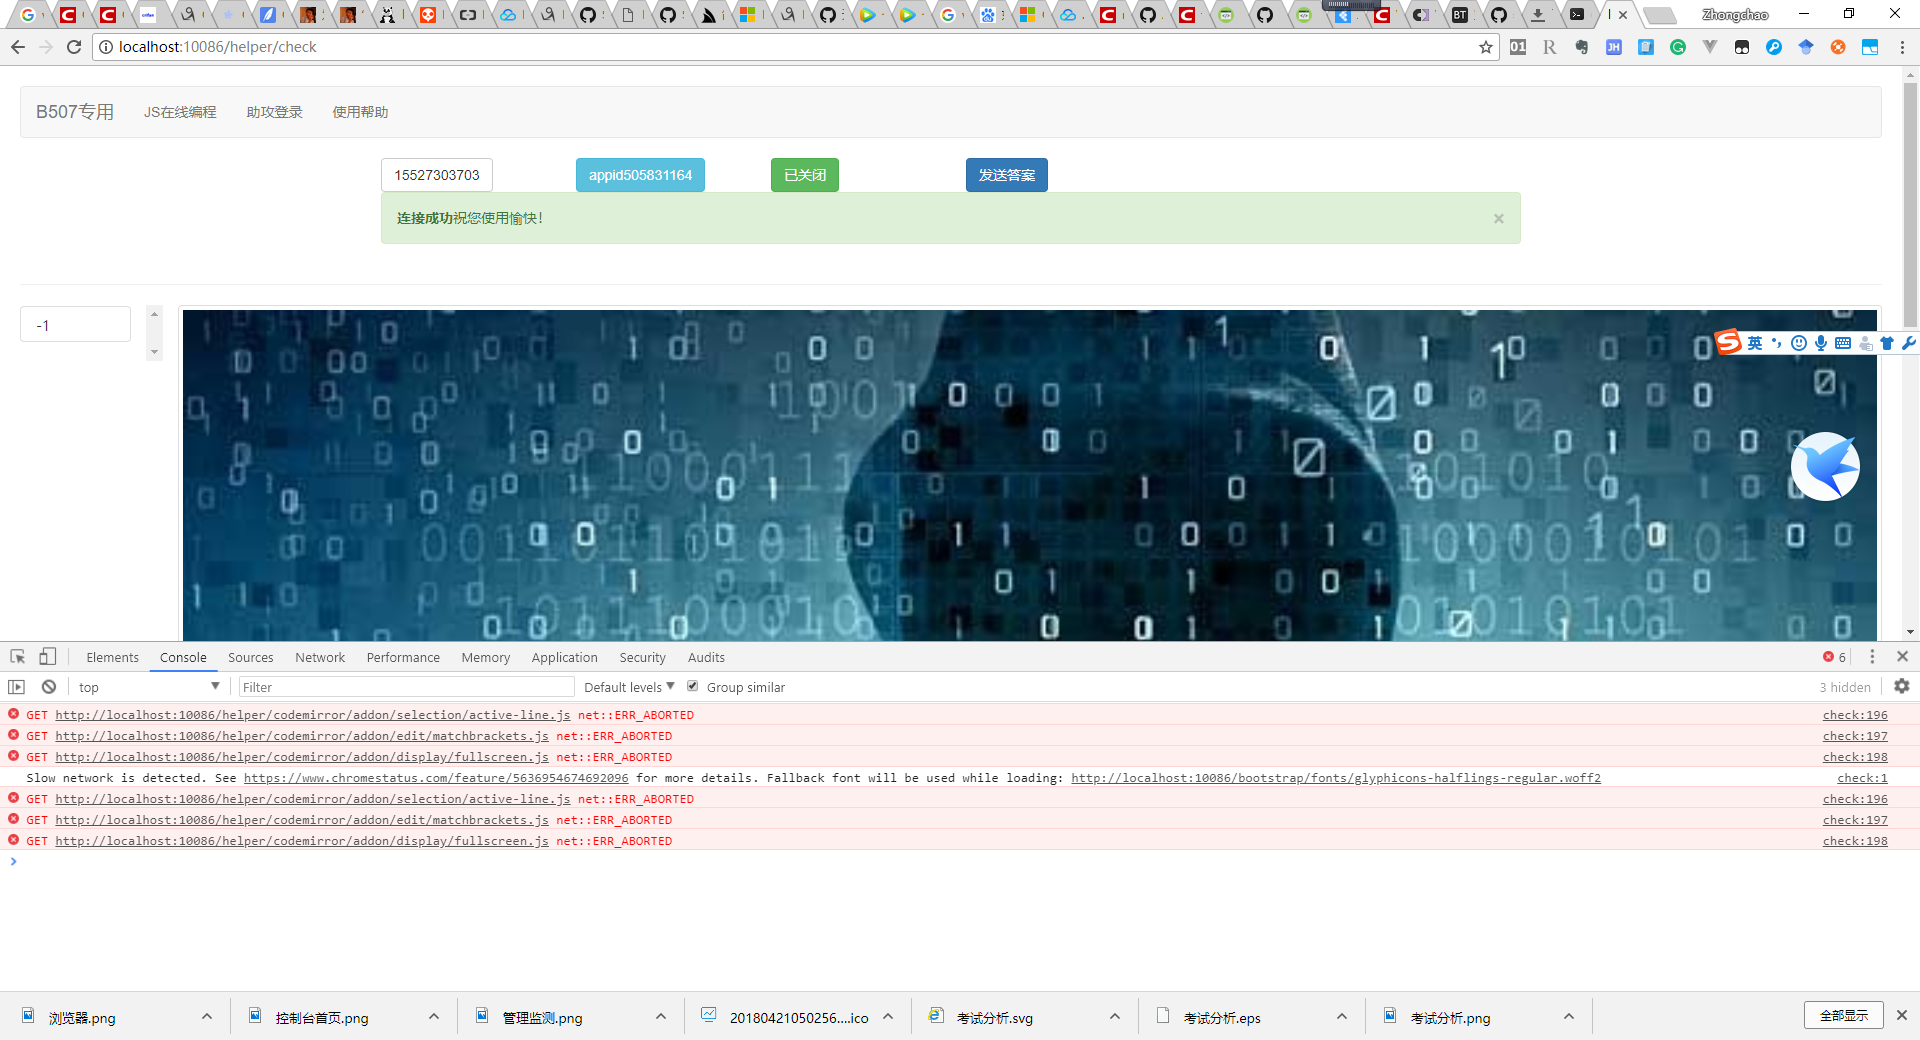 Zhongchao
localhost:10086/helper/check
B507专用 JS在线编程 助攻登录 使用帮助
15527303703 appid505831164 已关闭 发送答案
连接成功祝您使用愉快! ×
-1
英
Elements Console Sources Network Performance Memory Application Security Audits 6
top Filter Default levels Group similar 3 hidden
GET http://localhost:10086/helper/codemirror/addon/selection/active-line.js net::ERR_ABORTED check:196
GET http://localhost:10086/helper/codemirror/addon/edit/matchbrackets.js net::ERR_ABORTED check:197
GET http://localhost:10086/helper/codemirror/addon/display/fullscreen.js net::ERR_ABORTED check:198
Slow network is detected. See https://www.chromestatus.com/feature/5636954674692096 for more details. Fallback font will be used while loading: http://localhost:10086/bootstrap/fonts/glyphicons-halflings-regular.woff2 check:1
GET http://localhost:10086/helper/codemirror/addon/selection/active-line.js net::ERR_ABORTED check:196
GET http://localhost:10086/helper/codemirror/addon/edit/matchbrackets.js net::ERR_ABORTED check:197
GET http://localhost:10086/helper/codemirror/addon/display/fullscreen.js net::ERR_ABORTED check:198
浏览器.png 控制台首页.png 管理监测.png 20180421050256....ico 考试分析.svg 考试分析.eps 考试分析.png 全部显示